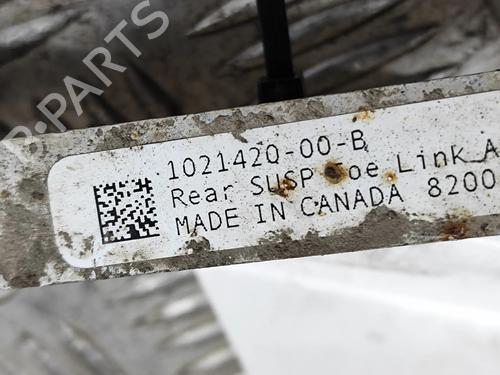 1021420-00-B
Rear SUSP Toe Link A
MADE IN CANADA 8200
B-PARTS